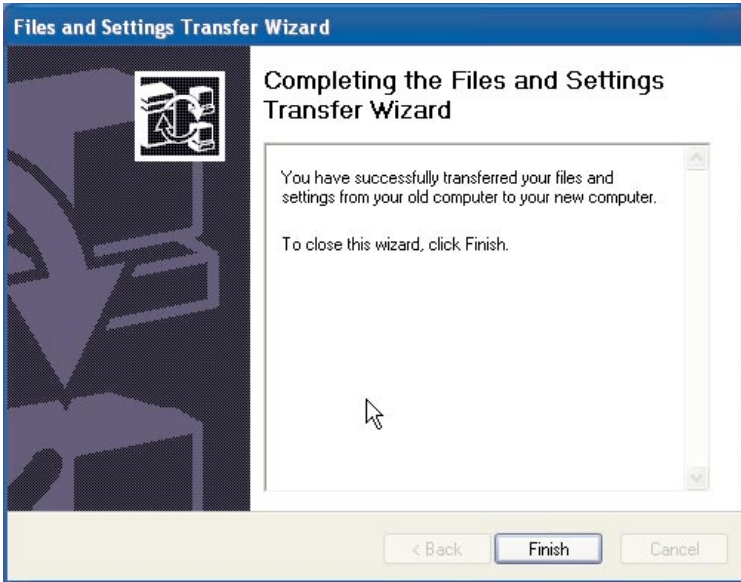 Files and Settings Transfer Wizard
Completing the Files and Settings
Transfer Wizard
You have successfully transferred your files and
settings from your old computer to your new computer.
To close this wizard, click Finish.
< Back Finish Cancel